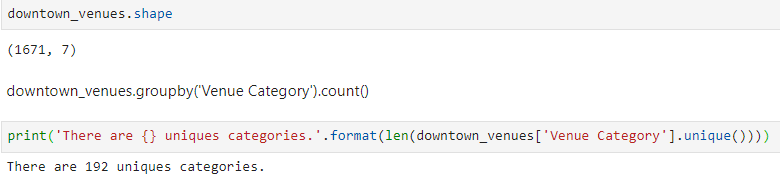 downtown_venues.shape
(1671, 7)
downtown_venues.groupby('Venue Category').count()
print('There are {} uniques categories.'.format(len(downtown_venues['Venue Category'].unique())))
There are 192 uniques categories.